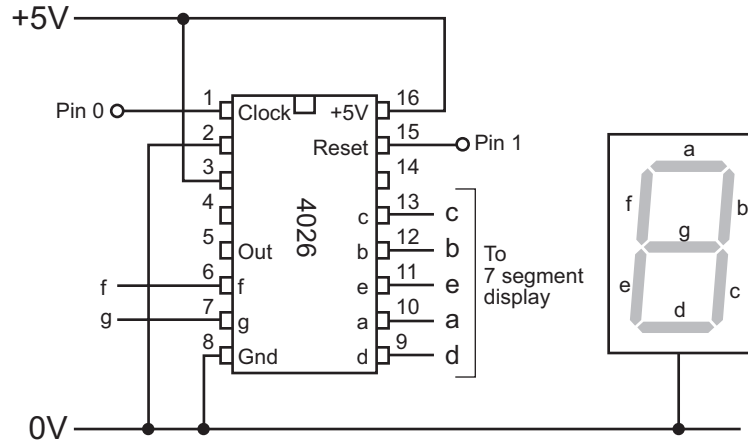 +5V
1 16
Pin 0 Clock +5V
2 15
Reset Pin 1
3 14
4 13
c c
5 12
Out b b
6 11
f f e e
7 10
g g a a
8 9
Gnd d d
4026
To
7 segment
display
a
f b
g
e c
d
0V